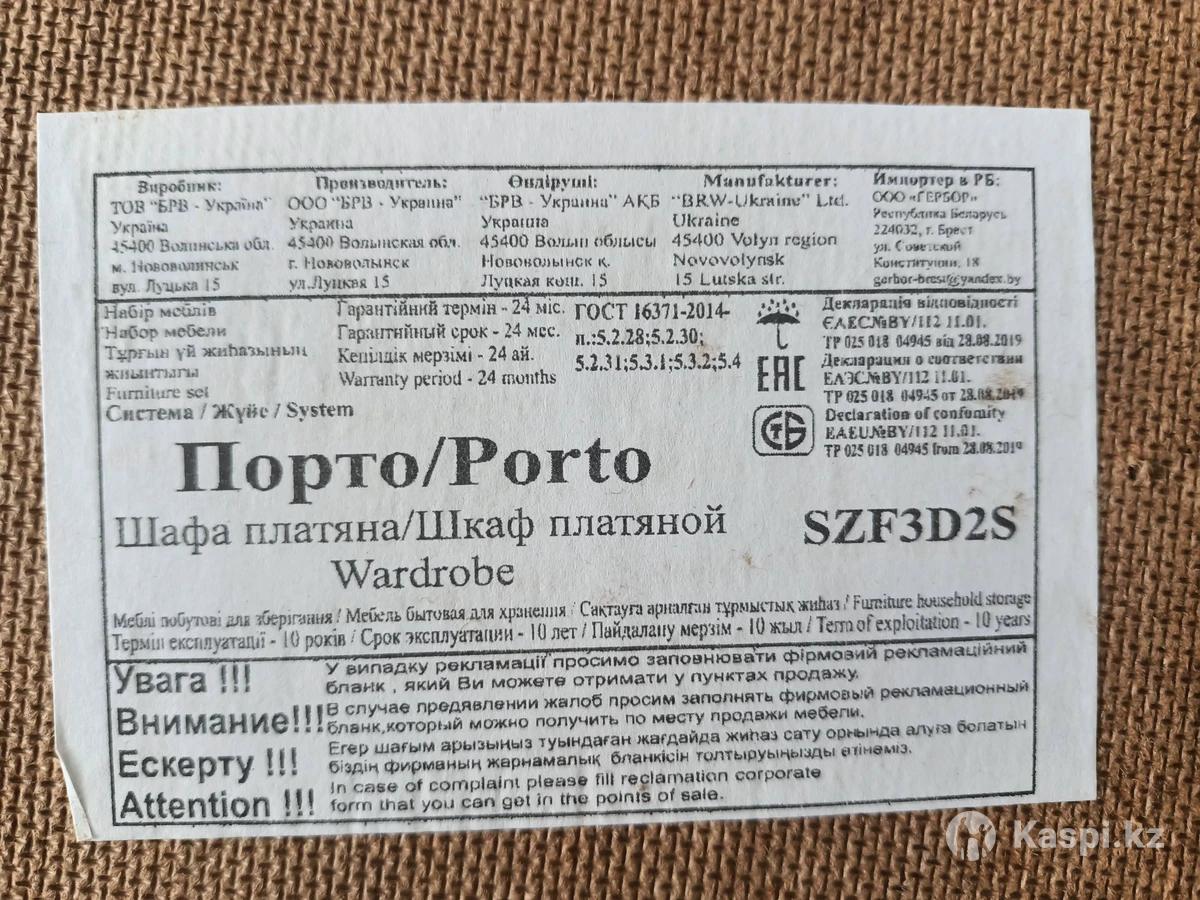 Виробник:
ТОВ "БРВ - Україна"
Україна
45400 Волинська обл.
м. Нововолинськ
вул. Луцька 15
Производитель:
ООО "БРВ - Украина"
Украина
45400 Волынская обл.
г. Нововолынск
ул.Луцкая 15
Өндіруші:
"БРВ - Украина" АҚБ
Украина
45400 Волын облысы
Нововолынск қ.
Луцкая көш. 15
Manufakturer:
"BRW-Ukraine" Ltd.
Ukraine
45400 Volyn region
Novovolynsk
15 Lutska str.
Импортер в РБ:
ООО «ГЕРБОР»
Республика Беларусь
224032, г. Брест
ул. Советской
Конституции, 18
gerbor-brest@yandex.by
Набір меблів
Набор мебели
Тұрғын үй жиһазының
жиынтығы
Furniture set
Гарантійний термін - 24 міс.
Гарантийный срок - 24 мес.
Кепілдік мерзімі - 24 ай.
Warranty period - 24 months
ГОСТ 16371-2014-
п.:5.2.28;5.2.30;
5.2.31;5.3.1;5.3.2;5.4
EAC
СТБ
Декларація відповідності
ЄАЕС№BY/112 11.01.
ТР 025 018 04945 від 28.08.2019
Декларация о соответствии
ЕАЭС№BY/112 11.01.
ТР 025 018 04945 от 28.08.2019
Declaration of conformity
EAEU№BY/112 11.01.
TP 025 018 04945 from 28.08.2019
Система / Жүйе / System
Порто/Porto
Шафа платяна/Шкаф платяной
Wardrobe
SZF3D2S
Меблі побутові для зберігання / Мебель бытовая для хранения / Сақтауға арналған тұрмыстық жиһаз / Furniture household storage
Термін експлуатації - 10 років / Срок эксплуатации - 10 лет / Пайдалану мерзім - 10 жыл / Term of exploitation - 10 years
Увага !!!
У випадку рекламації просимо заповнювати фірмовий рекламаційний
бланк , який Ви можете отримати у пунктах продажу.
Внимание!!!
В случае предявлении жалоб просим заполнять фирмовый рекламационный
бланк,который можно получить по месту продажи мебели.
Ескерту !!!
Егер шағым арызыңыз туындаған жағдайда жиһаз сату орнында алуға болатын
біздің фирманың жарнамалық бланкісін толтыруыңызды өтінеміз.
Attention !!!
In case of complaint please fill reclamation corporate
form that you can get in the points of sale.
Kaspi.kz